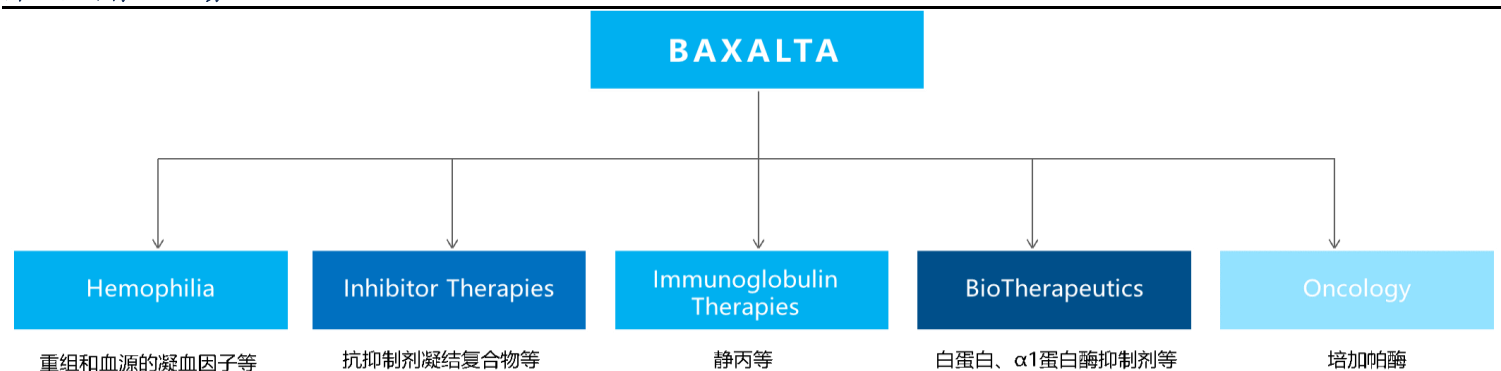 BAXALTA
Hemophilia
Inhibitor Therapies
Immunoglobulin
Therapies
BioTherapeutics
Oncology
重组和血源的凝血因子等
抗抑制剂凝结复合物等
静丙等
白蛋白、α1蛋白酶抑制剂等
培加帕酶